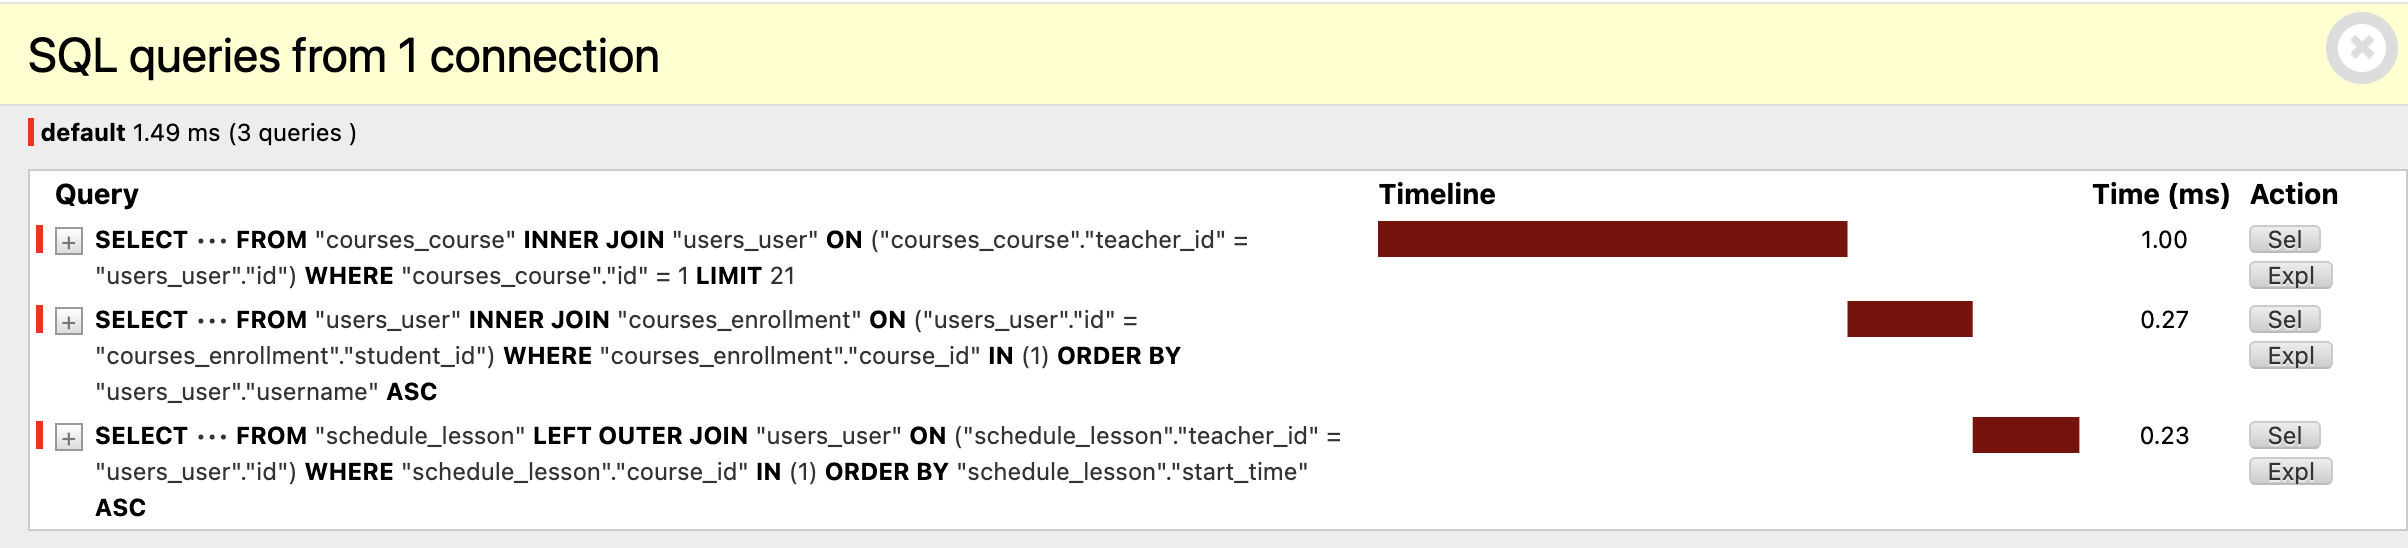 SQL queries from 1 connection
default 1.49 ms (3 queries )
Query Timeline Time (ms) Action
+ SELECT ••• FROM "courses_course" INNER JOIN "users_user" ON ("courses_course"."teacher_id" = 1.00 Sel
"users_user"."id") WHERE "courses_course"."id" = 1 LIMIT 21 Expl
+ SELECT ••• FROM "users_user" INNER JOIN "courses_enrollment" ON ("users_user"."id" = 0.27 Sel
"courses_enrollment"."student_id") WHERE "courses_enrollment"."course_id" IN (1) ORDER BY Expl
"users_user"."username" ASC
+ SELECT ••• FROM "schedule_lesson" LEFT OUTER JOIN "users_user" ON ("schedule_lesson"."teacher_id" = 0.23 Sel
"users_user"."id") WHERE "schedule_lesson"."course_id" IN (1) ORDER BY "schedule_lesson"."start_time" Expl
ASC